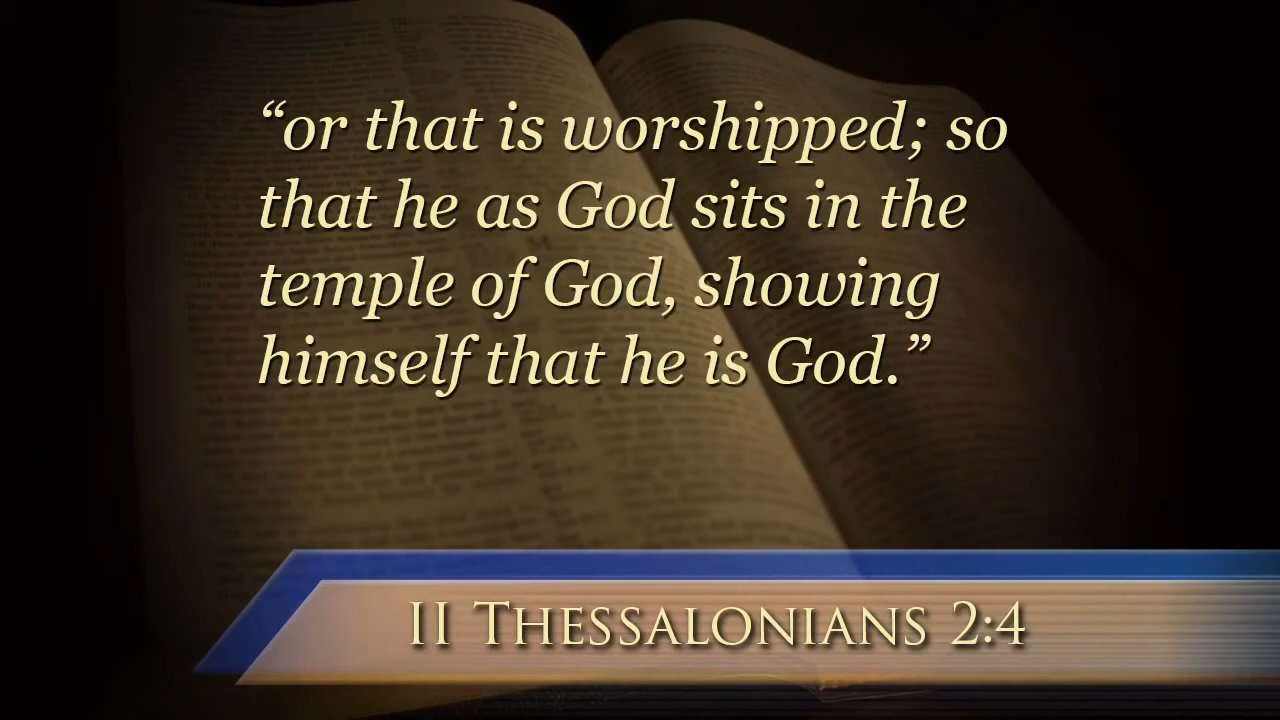 “or that is worshipped; so
that he as God sits in the
temple of God, showing
himself that he is God.”
II Thessalonians 2:4